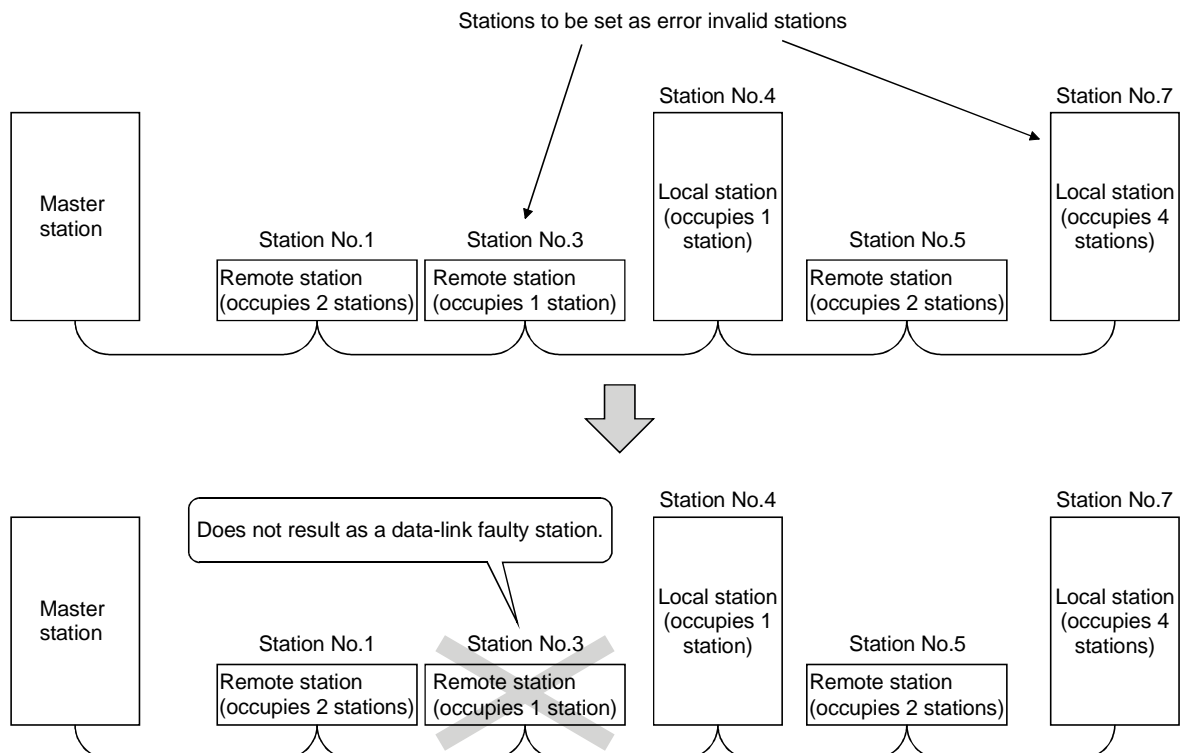 Stations to be set as error invalid stations
Station No.4
Station No.7
Master
station
Station No.1
Remote station
(occupies 2 stations)
Station No.3
Remote station
(occupies 1 station)
Local station
(occupies 1
station)
Station No.5
Remote station
(occupies 2 stations)
Local station
(occupies 4
stations)
Station No.4
Station No.7
Does not result as a data-link faulty station.
Master
station
Station No.1
Remote station
(occupies 2 stations)
Station No.3
Remote station
(occupies 1 station)
Local station
(occupies 1
station)
Station No.5
Remote station
(occupies 2 stations)
Local station
(occupies 4
stations)